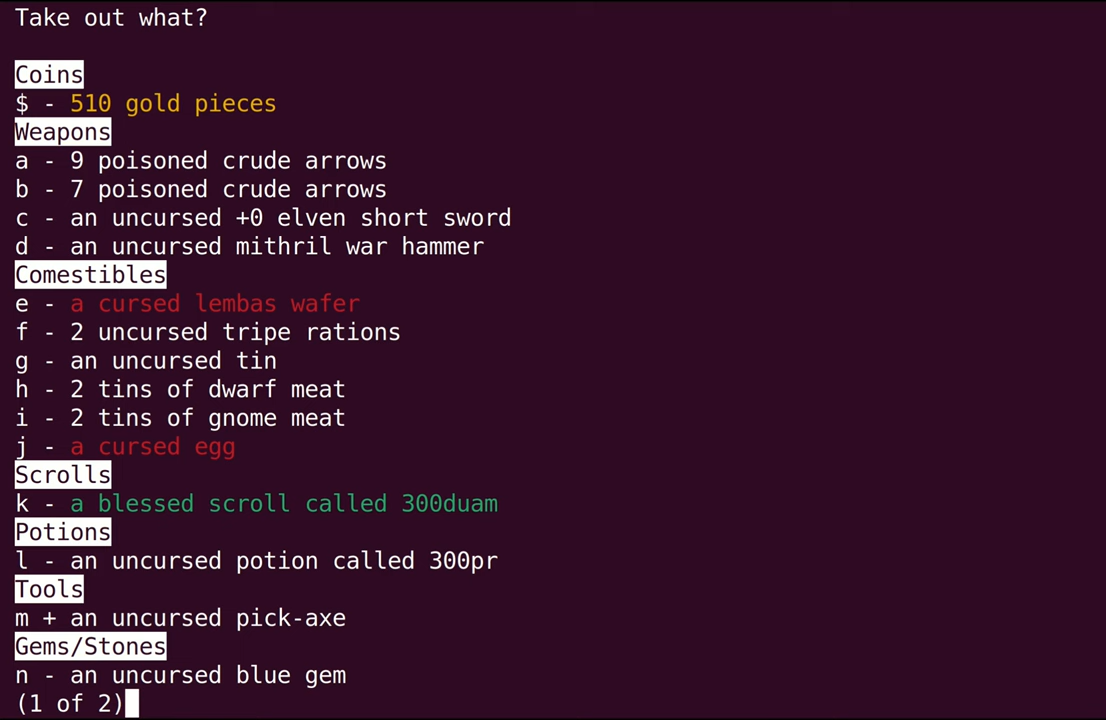 Take out what?
Coins
$ - 510 gold pieces
Weapons
a - 9 poisoned crude arrows
b - 7 poisoned crude arrows
c - an uncursed +0 elven short sword
d - an uncursed mithril war hammer
Comestibles
e - a cursed lembas wafer
f - 2 uncursed tripe rations
g - an uncursed tin
h - 2 tins of dwarf meat
i - 2 tins of gnome meat
j - a cursed egg
Scrolls
k - a blessed scroll called 300duam
Potions
l - an uncursed potion called 300pr
Tools
m + an uncursed pick-axe
Gems/Stones
n - an uncursed blue gem
(1 of 2)